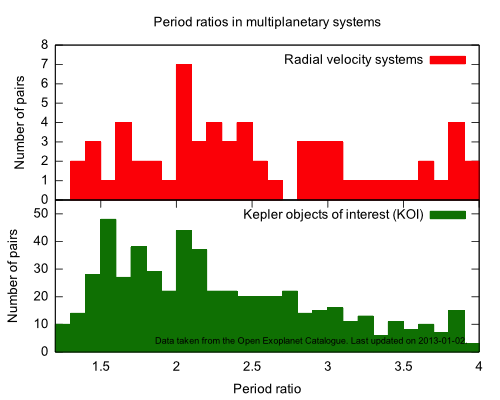 Period ratios in multiplanetary systems
Number of pairs
8
7
6
5
4
3
2
1
0
Radial velocity systems
Number of pairs
50
40
30
20
10
0
Kepler objects of interest (KOI)
Data taken from the Open Exoplanet Catalogue. Last updated on 2013-01-02
1.5 2 2.5 3 3.5 4
Period ratio